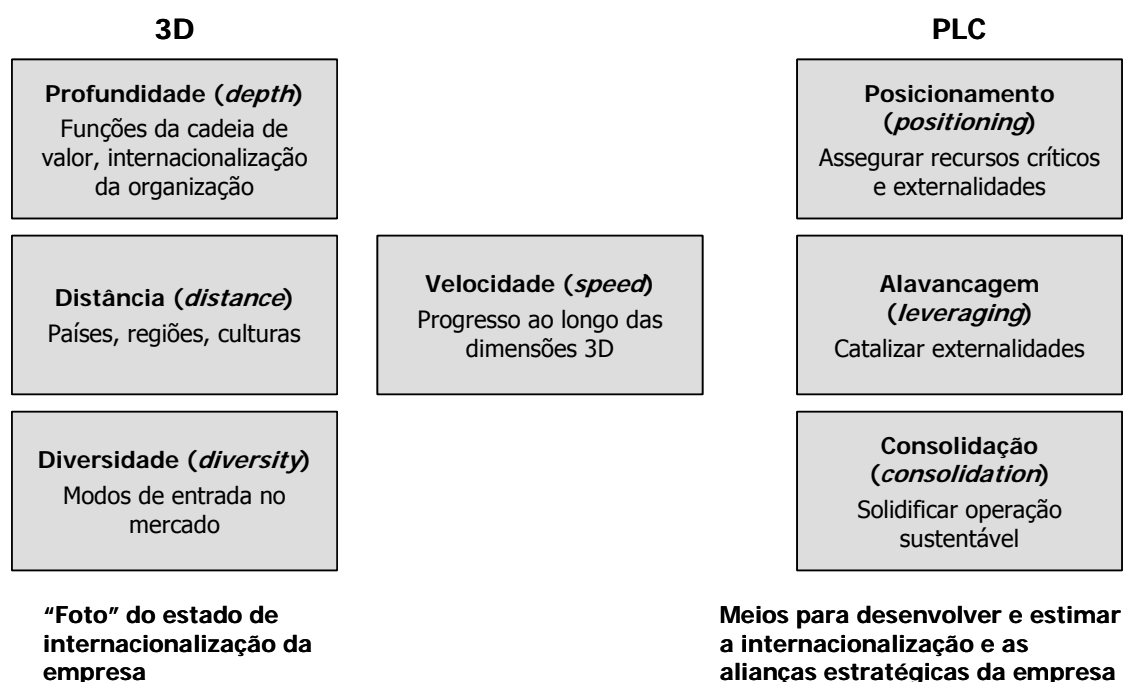 3D
Profundidade (depth)
Funções da cadeia de
valor, internacionalização
da organização
Distância (distance)
Países, regiões, culturas
Diversidade (diversity)
Modos de entrada no
mercado
“Foto” do estado de
internacionalização da
empresa
Velocidade (speed)
Progresso ao longo das
dimensões 3D
PLC
Posicionamento
(positioning)
Assegurar recursos críticos
e externalidades
Alavancagem
(leveraging)
Catalizar externalidades
Consolidação
(consolidation)
Solidificar operação
sustentável
Meios para desenvolver e estimar
a internacionalização e as
alianças estratégicas da empresa